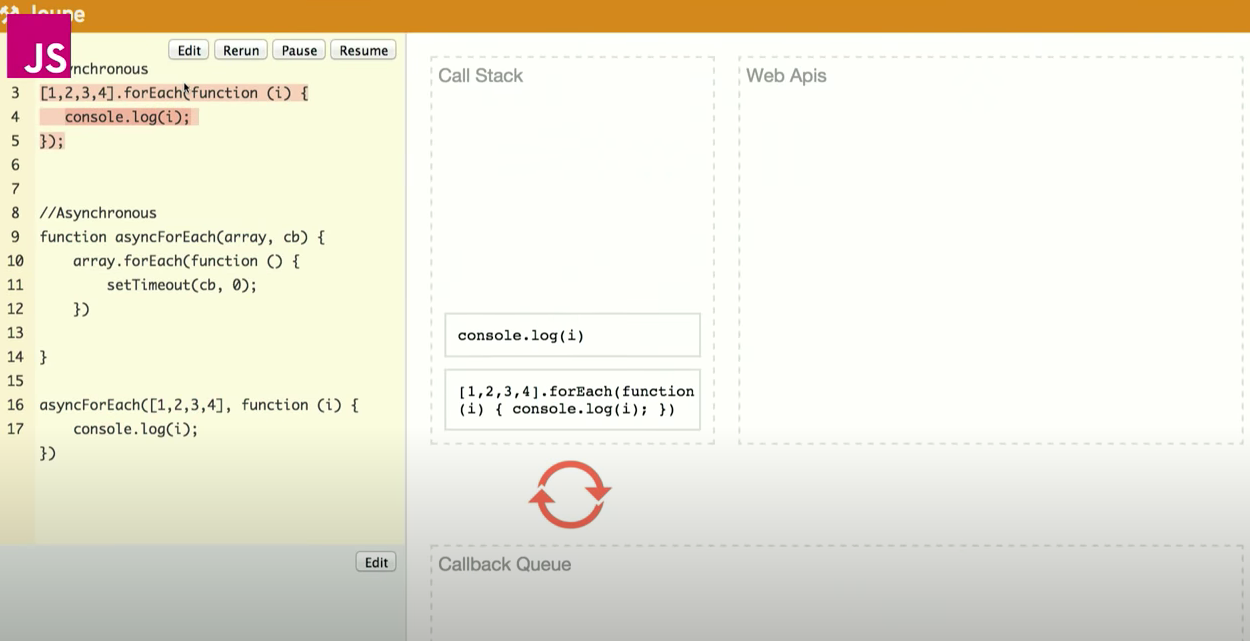 Loupe
JS
Edit Rerun Pause Resume
nchronous
3 [1,2,3,4].forEach(function (i) {
4 console.log(i);
5 });
6
7
8 //Asynchronous
9 function asyncForEach(array, cb) {
10 array.forEach(function () {
11 setTimeout(cb, 0);
12 })
13
14 }
15
16 asyncForEach([1,2,3,4], function (i) {
17 console.log(i);
})
Edit
Call Stack
console.log(i)
[1,2,3,4].forEach(function
(i) { console.log(i); })
Web Apis
Callback Queue